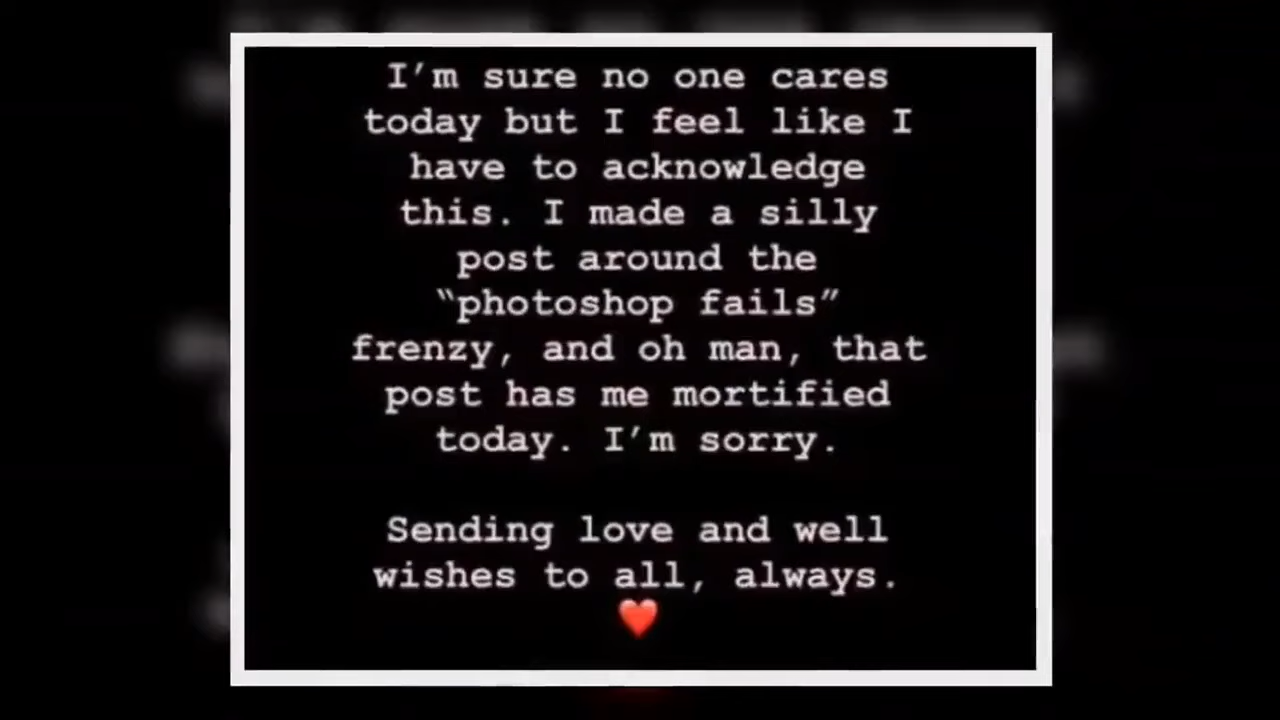 I’m sure no one cares
today but I feel like I
have to acknowledge
this. I made a silly
post around the
“photoshop fails”
frenzy, and oh man, that
post has me mortified
today. I’m sorry.
Sending love and well
wishes to all, always.
❤️